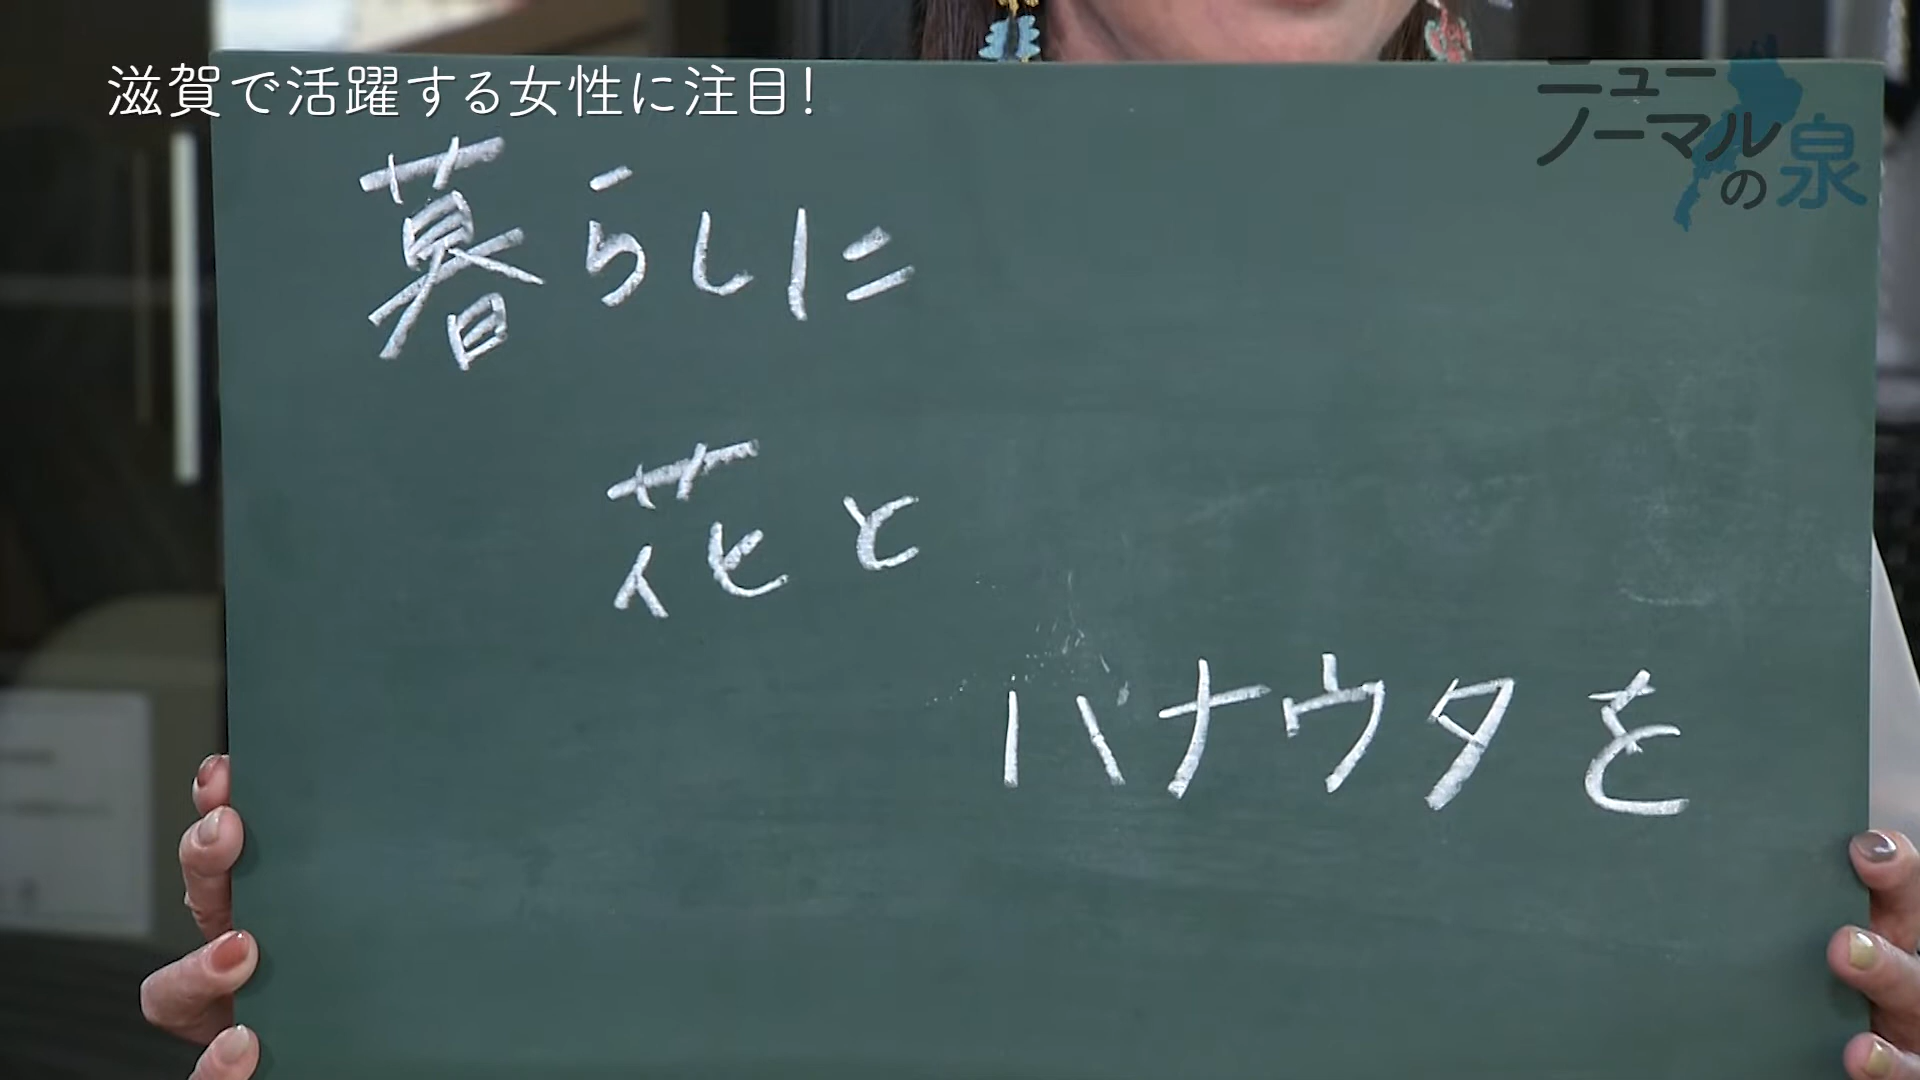 滋賀で活躍する女性に注目!
ニュー
ノーマル
の泉
暮らしに
花と
ハナウタを